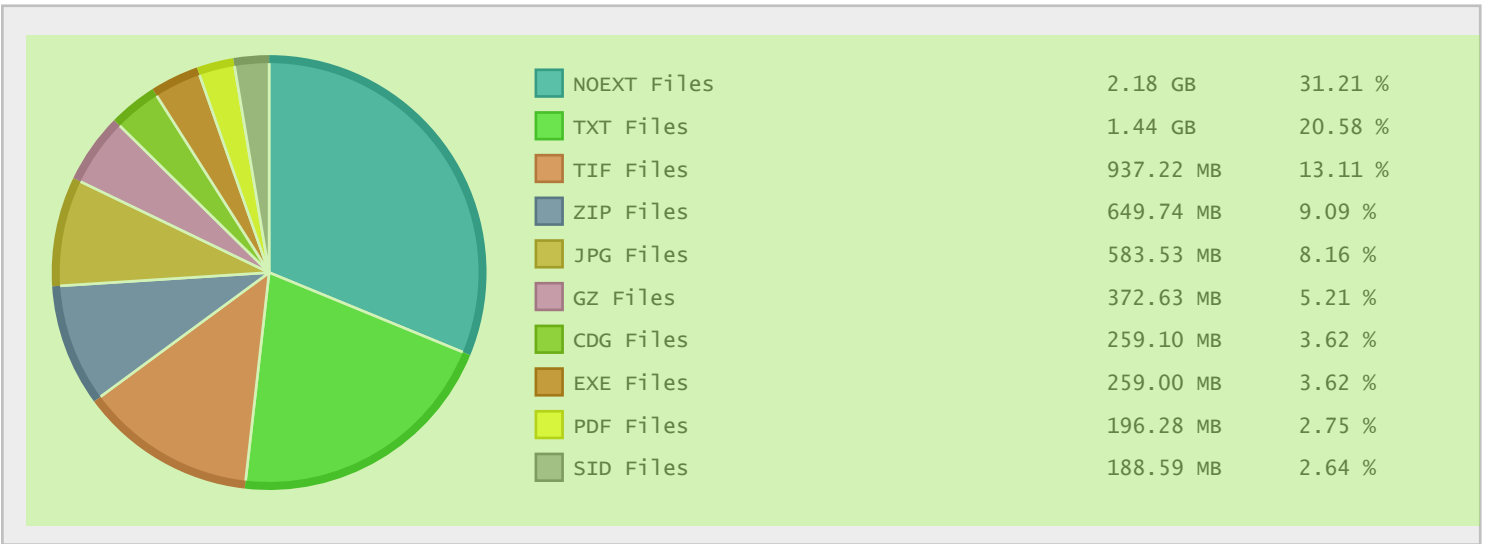 NOEXT Files 2.18 GB 31.21 %
TXT Files 1.44 GB 20.58 %
TIF Files 937.22 MB 13.11 %
ZIP Files 649.74 MB 9.09 %
JPG Files 583.53 MB 8.16 %
GZ Files 372.63 MB 5.21 %
CDG Files 259.10 MB 3.62 %
EXE Files 259.00 MB 3.62 %
PDF Files 196.28 MB 2.75 %
SID Files 188.59 MB 2.64 %